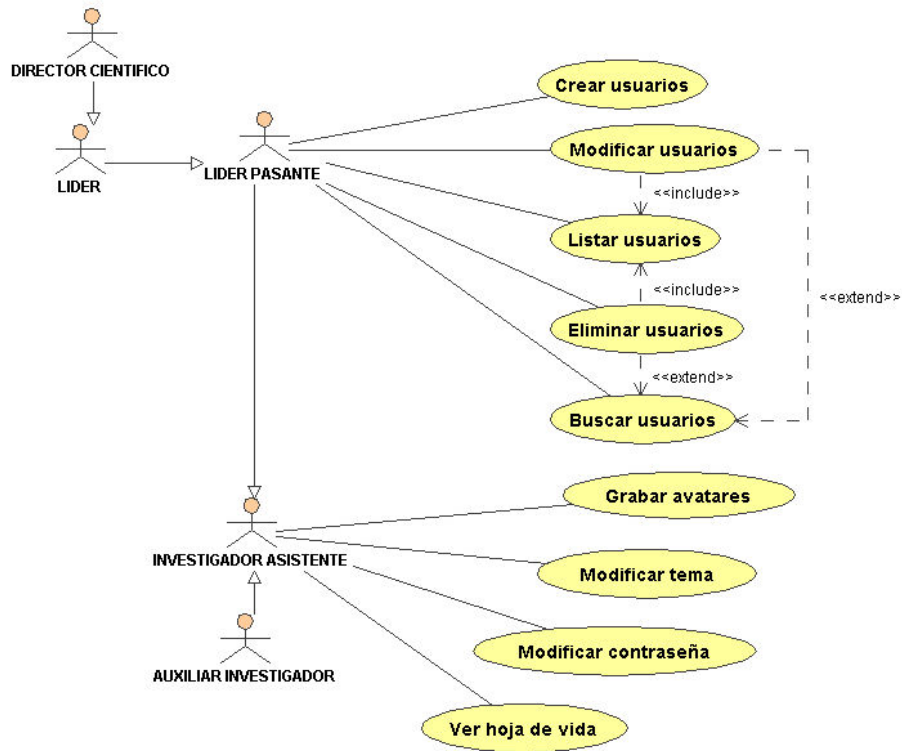 DIRECTOR CIENTIFICO
Crear usuarios
LIDER
LIDER PASANTE
Modificar usuarios
<<include>>
Listar usuarios
<<include>>
<<extend>>
Eliminar usuarios
<<extend>>
Buscar usuarios
Grabar avatares
INVESTIGADOR ASISTENTE
Modificar tema
Modificar contraseña
AUXILIAR INVESTIGADOR
Ver hoja de vida